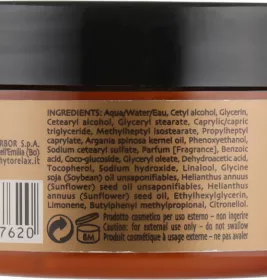 INGREDIENTS: Aqua/Water/Eau, Cetyl alcohol, Glycerin,
Cetearyl alcohol, Glyceryl stearate, Caprylic/capric
triglyceride, Methylheptyl isostearate, Propylheptyl
caprylate, Argania spinosa kernel oil, Phenoxyethanol,
Sodium cetearyl sulfate, Parfum [Fragrance], Benzoic
acid, Coco-glucoside, Glyceryl oleate, Dehydroacetic acid,
Tocopherol, Sodium hydroxide, Linalool, Glycine soja
(Soybean) oil unsaponifiables, Helianthus annus
(Sunflower) seed oil unsaponifiables, Helianthus annuus
(Sunflower) seed oil, Ethylhexylglycerin,
Limonene, Butylphenyl methylpropional, Citronellol.
Prodotto cosmetico per uso esterno - non ingerire
Caution: for external use only - do not swallow
Produit cosmétique à usage externe - ne pas avaler
RBOR S.p.A.
ell'Emilia (Bo)
hytorelax.it
7620
8M